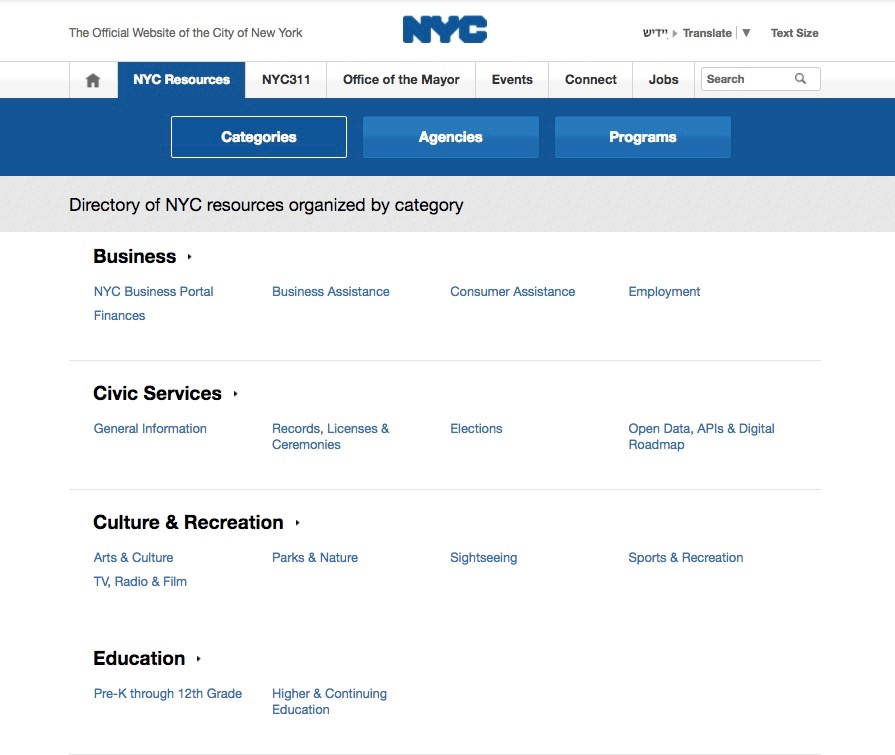 The Official Website of the City of New York
NYC
ײִדיש
Translate
▼
Text Size
NYC Resources
NYC311
Office of the Mayor
Events
Connect
Jobs
Search
Categories
Agencies
Programs
Directory of NYC resources organized by category
Business
NYC Business Portal
Business Assistance
Consumer Assistance
Employment
Finances
Civic Services
General Information
Records, Licenses &
Ceremonies
Elections
Open Data, APIs & Digital
Roadmap
Culture & Recreation
Arts & Culture
Parks & Nature
Sightseeing
Sports & Recreation
TV, Radio & Film
Education
Pre-K through 12th Grade
Higher & Continuing
Education